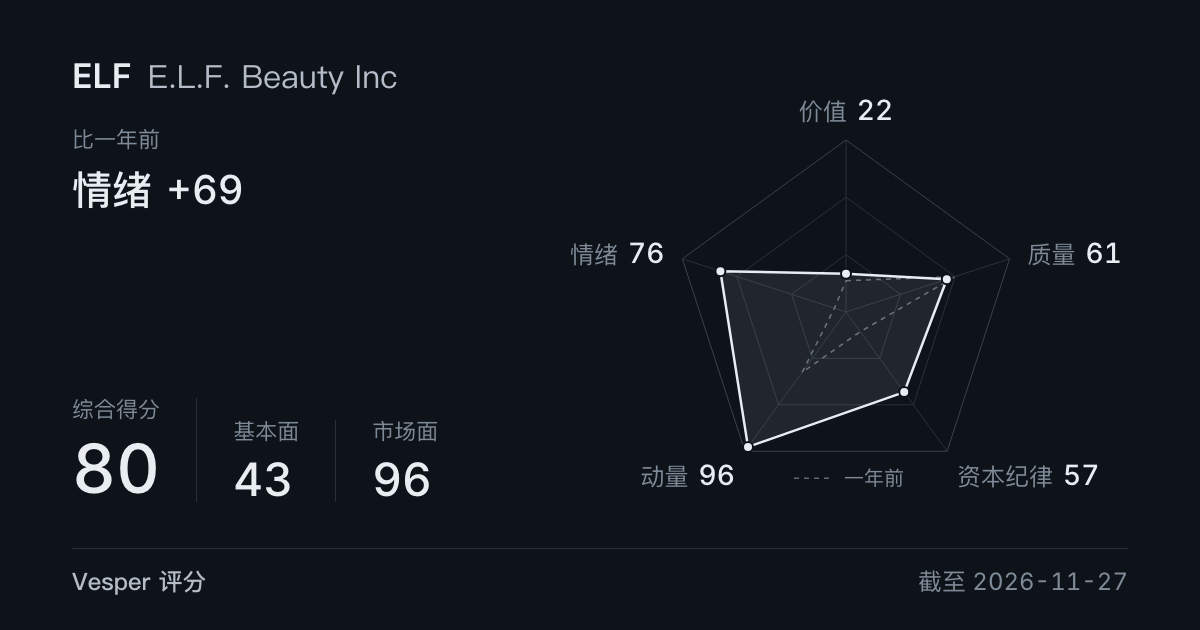 ELF E.L.F. Beauty Inc
比一年前
情绪 +69
价值 22
情绪 76
质量 61
动量 96
一年前
资本纪律 57
综合得分
80
基本面
43
市场面
96
Vesper 评分
截至 2026-11-27